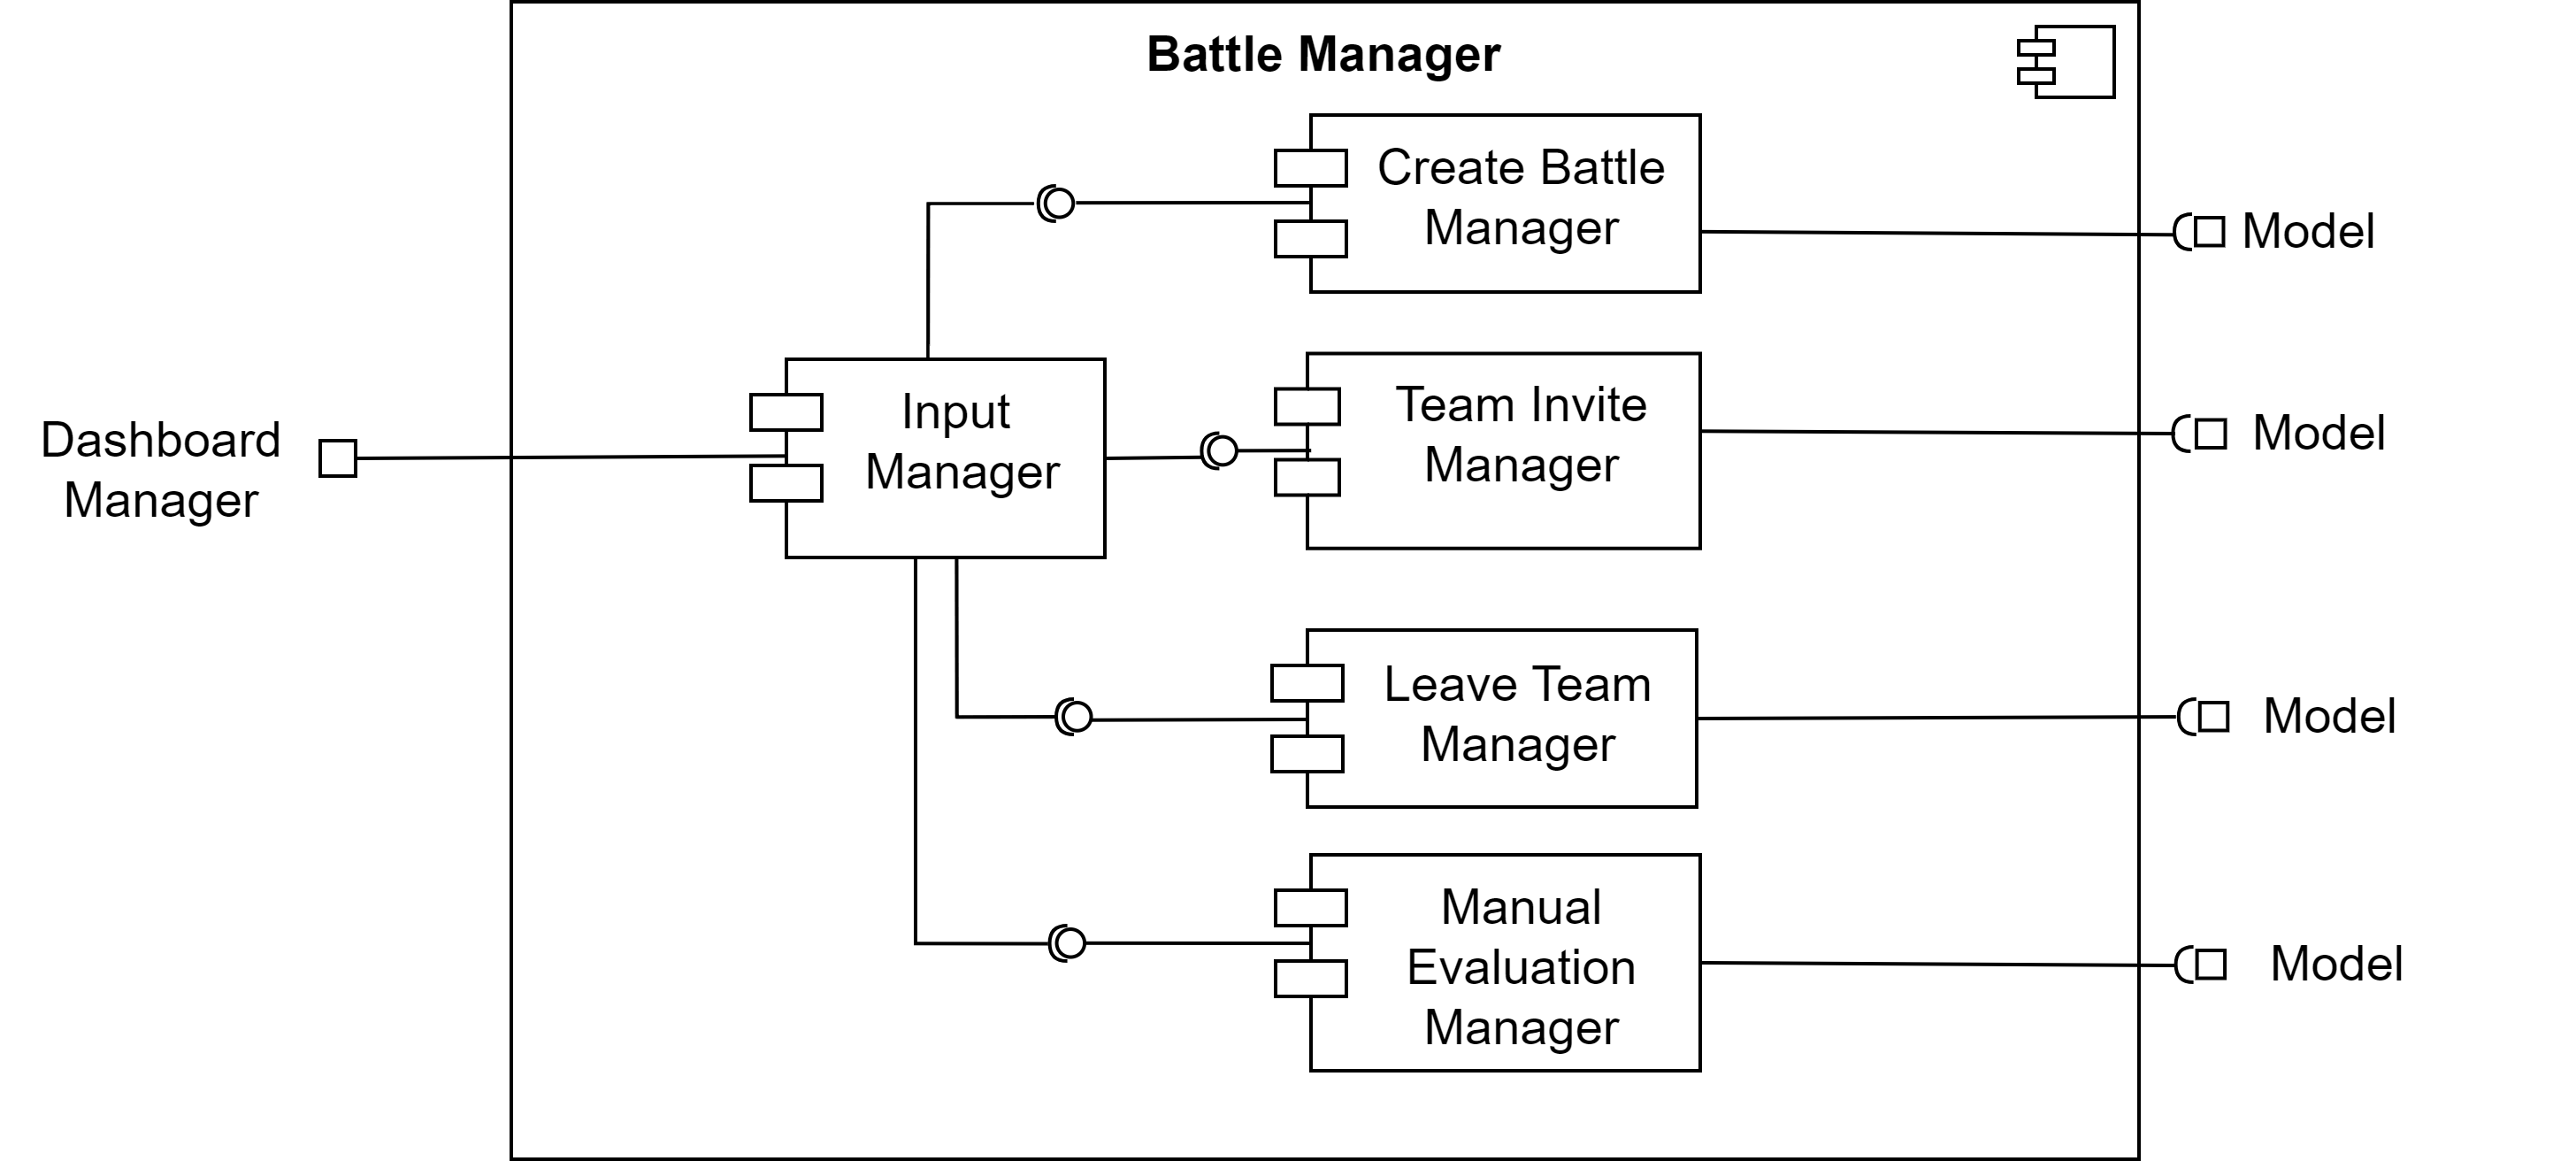 Battle Manager
Create Battle
Manager
Model
Dashboard
Manager
Input
Manager
Team Invite
Manager
Model
Leave Team
Manager
Model
Manual
Evaluation
Manager
Model